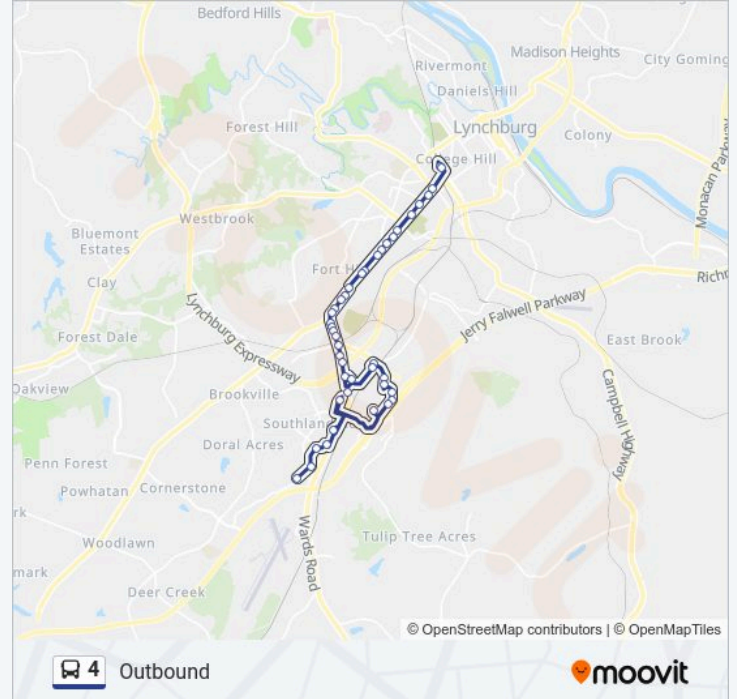 Bedford Hills
Madison Heights
Rivermont
City Goming
Daniels Hill
Forest Hill
Lynchburg
Colony
College Hill
Monacan Parkway
Westbrook
Bluemont
Estates
Fort Hi
Clay
Richr
Jerry Falwell Parkway
Lynchburg Expressway
Forest Dale
East Brook
Oakview
Brookville
Campbell Highway
Southlan
Doral Acres
Penn Forest
Powhatan
Cornerstone
rk
Wards Road
Tulip Tree Acres
Woodlawn
mark
Deer Creek
© OpenStreetMap contributors | © OpenMapTiles
4 Outbound
moovit